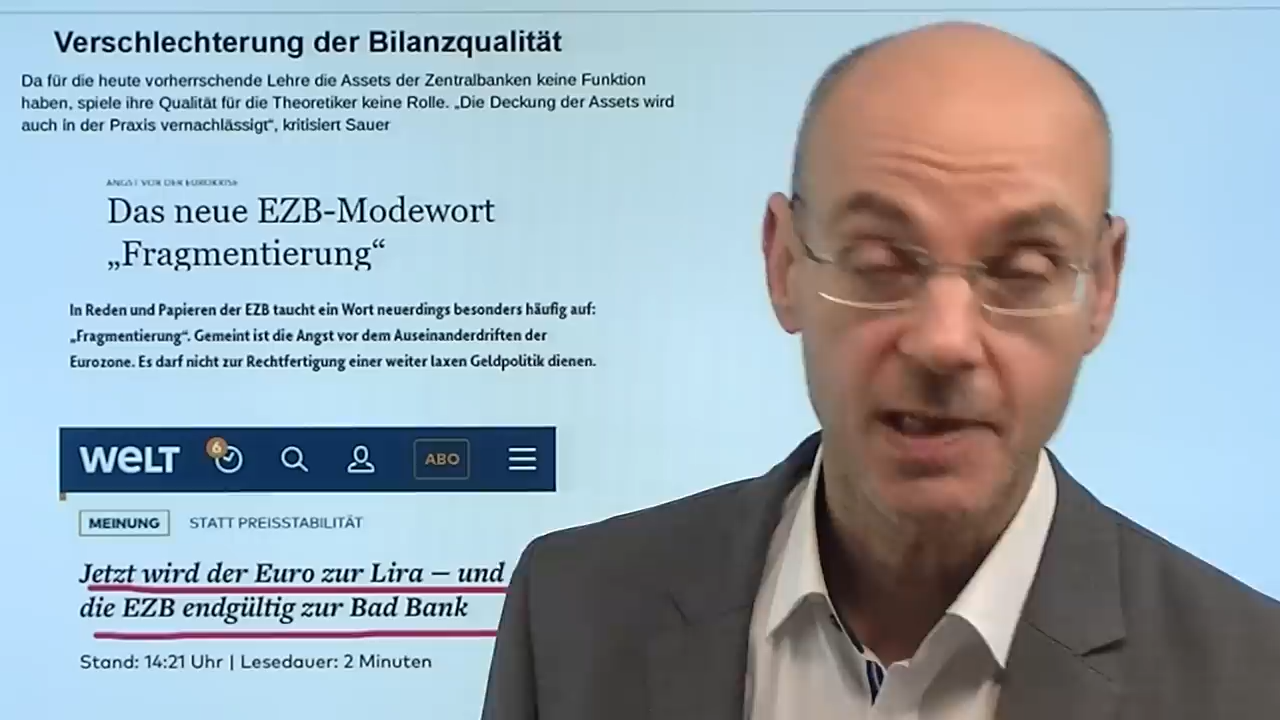 Verschlechterung der Bilanzqualität
Da für die heute vorherrschende Lehre die Assets der Zentralbanken keine Funktion
haben, spiele ihre Qualität für die Theoretiker keine Rolle. „Die Deckung der Assets wird
auch in der Praxis vernachlässigt“, kritisiert Sauer
ANGST VOR DER EUROKRISE
Das neue EZB-Modewort
„Fragmentierung“
In Reden und Papieren der EZB taucht ein Wort neuerdings besonders häufig auf:
„Fragmentierung“. Gemeint ist die Angst vor dem Auseinanderdriften der
Eurozone. Es darf nicht zur Rechtfertigung einer weiter laxen Geldpolitik dienen.
WELT 6 ABO
MEINUNG STATT PREISSTABILITÄT
Jetzt wird der Euro zur Lira – und
die EZB endgültig zur Bad Bank
Stand: 14:21 Uhr | Lesedauer: 2 Minuten